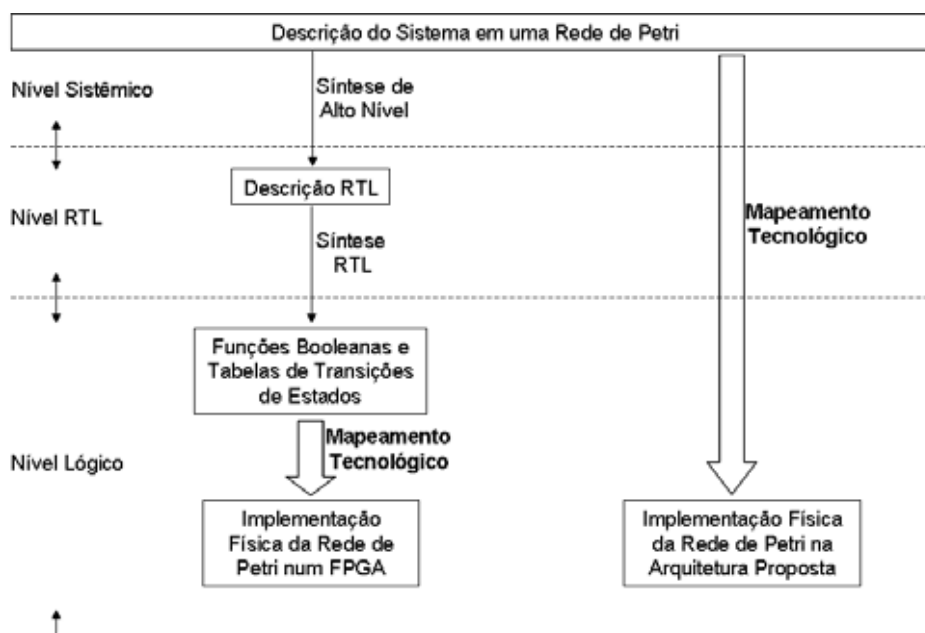 Descrição do Sistema em uma Rede de Petri
Nível Sistêmico
Síntese de
Alto Nível
Descrição RTL
Nível RTL
Síntese
RTL
Mapeamento
Tecnológico
Funções Booleanas e
Tabelas de Transições
de Estados
Mapeamento
Tecnológico
Nível Lógico
Implementação
Física da Rede de
Petri num FPGA
Implementação Física
da Rede de Petri na
Arquitetura Proposta